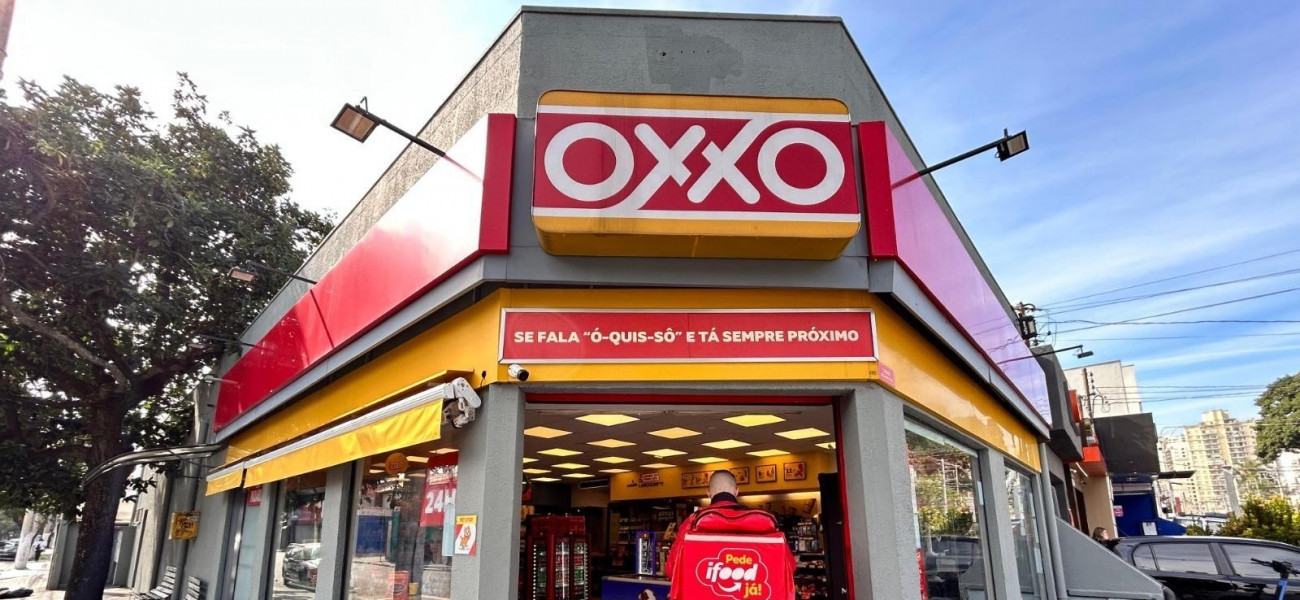 OXXO
SE FALA “Ó-QUIS-SÔ” E TÁ SEMPRE PRÓXIMO
24H
Pede
ifood
já!